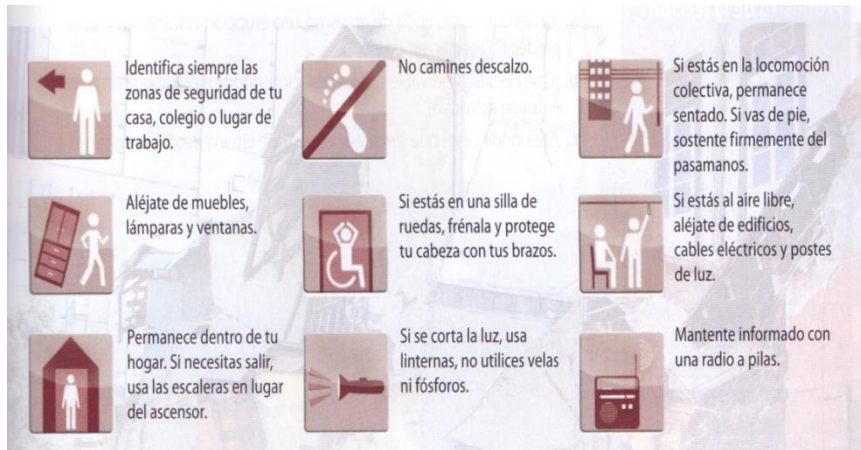 Identifica siempre las
zonas de seguridad de tu
casa, colegio o lugar de
trabajo.
No camines descalzo.
Si estás en la locomoción
colectiva, permanece
sentado. Si vas de pie,
sostente firmemente del
pasamanos.
Aléjate de muebles,
lámparas y ventanas.
Si estás en una silla de
ruedas, frénala y protege
tu cabeza con tus brazos.
Si estás al aire libre,
aléjate de edificios,
cables eléctricos y postes
de luz.
Permanece dentro de tu
hogar. Si necesitas salir,
usa las escaleras en lugar
del ascensor.
Si se corta la luz, usa
linternas, no utilices velas
ni fósforos.
Mantente informado con
una radio a pilas.